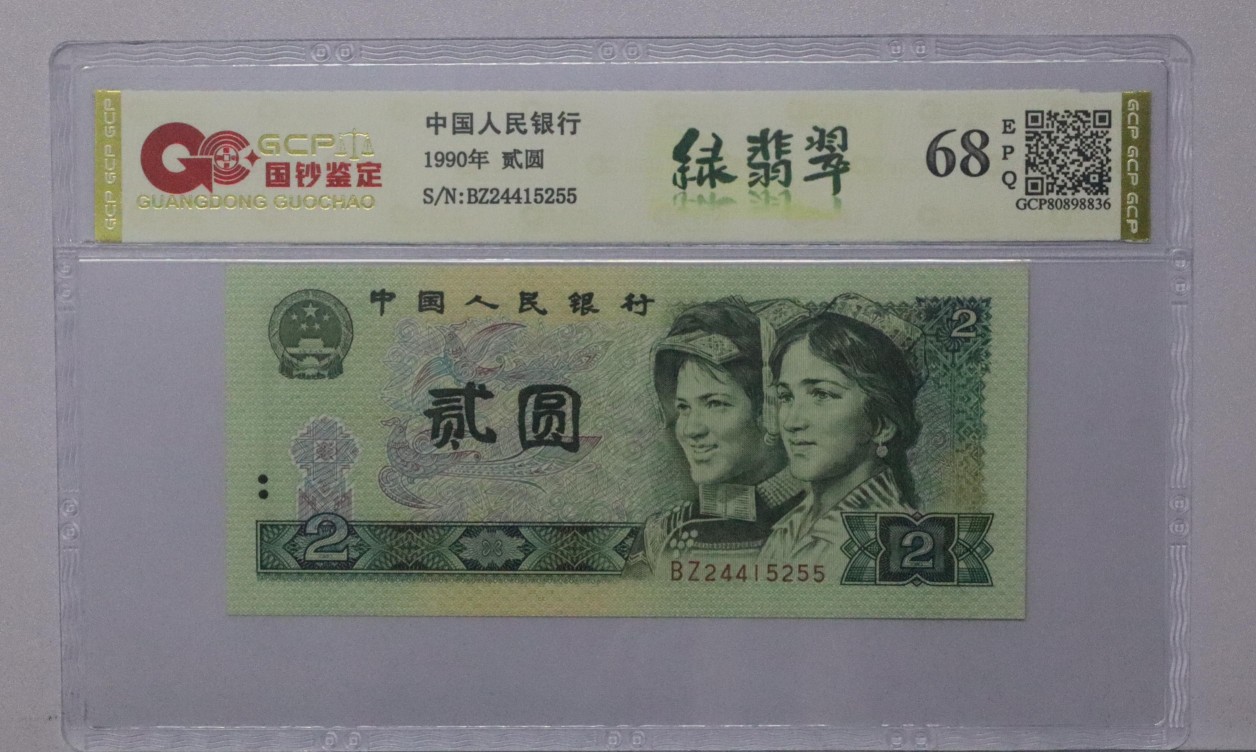 GCP GCP GCP
GCP
国钞鉴定
GUANGDONG GUOCHAO
中国人民银行
1990年 贰圆
S/N:BZ24415255
绿翡翠
68
EPQ
GCP80898836
GCP GCP GCP
中国人民银行
2
贰圆
2
BZ24415255
2